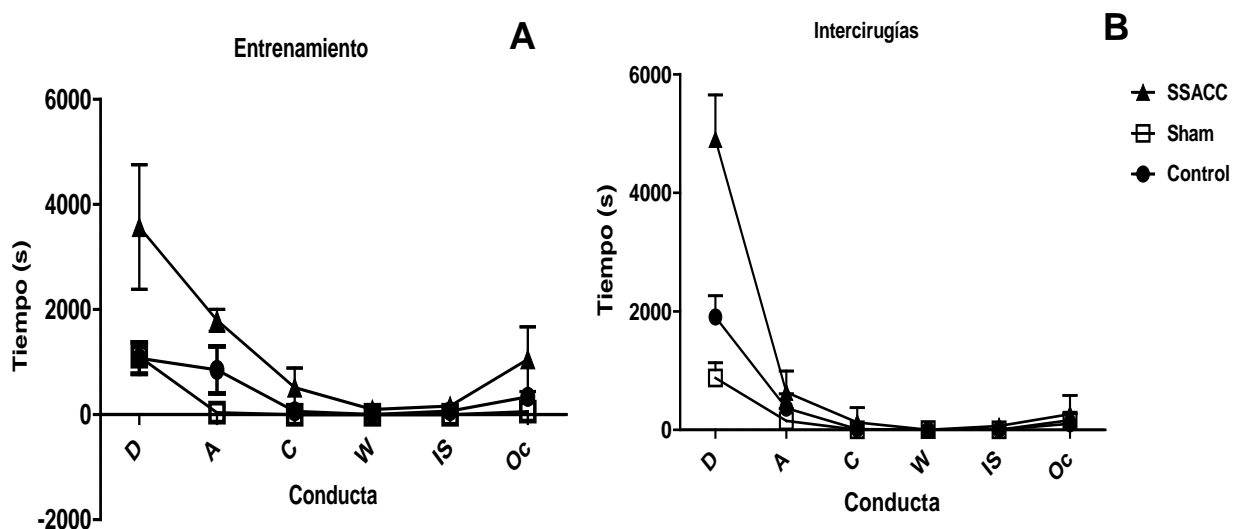 Entrenamiento
A
Tiempo (s)
6000
4000
2000
0
-2000
D
A
C
W
IS
Oc
Conducta
Intercirugías
B
Tiempo (s)
6000
4000
2000
0
D
A
C
W
IS
Oc
Conducta
SSACC
Sham
Control